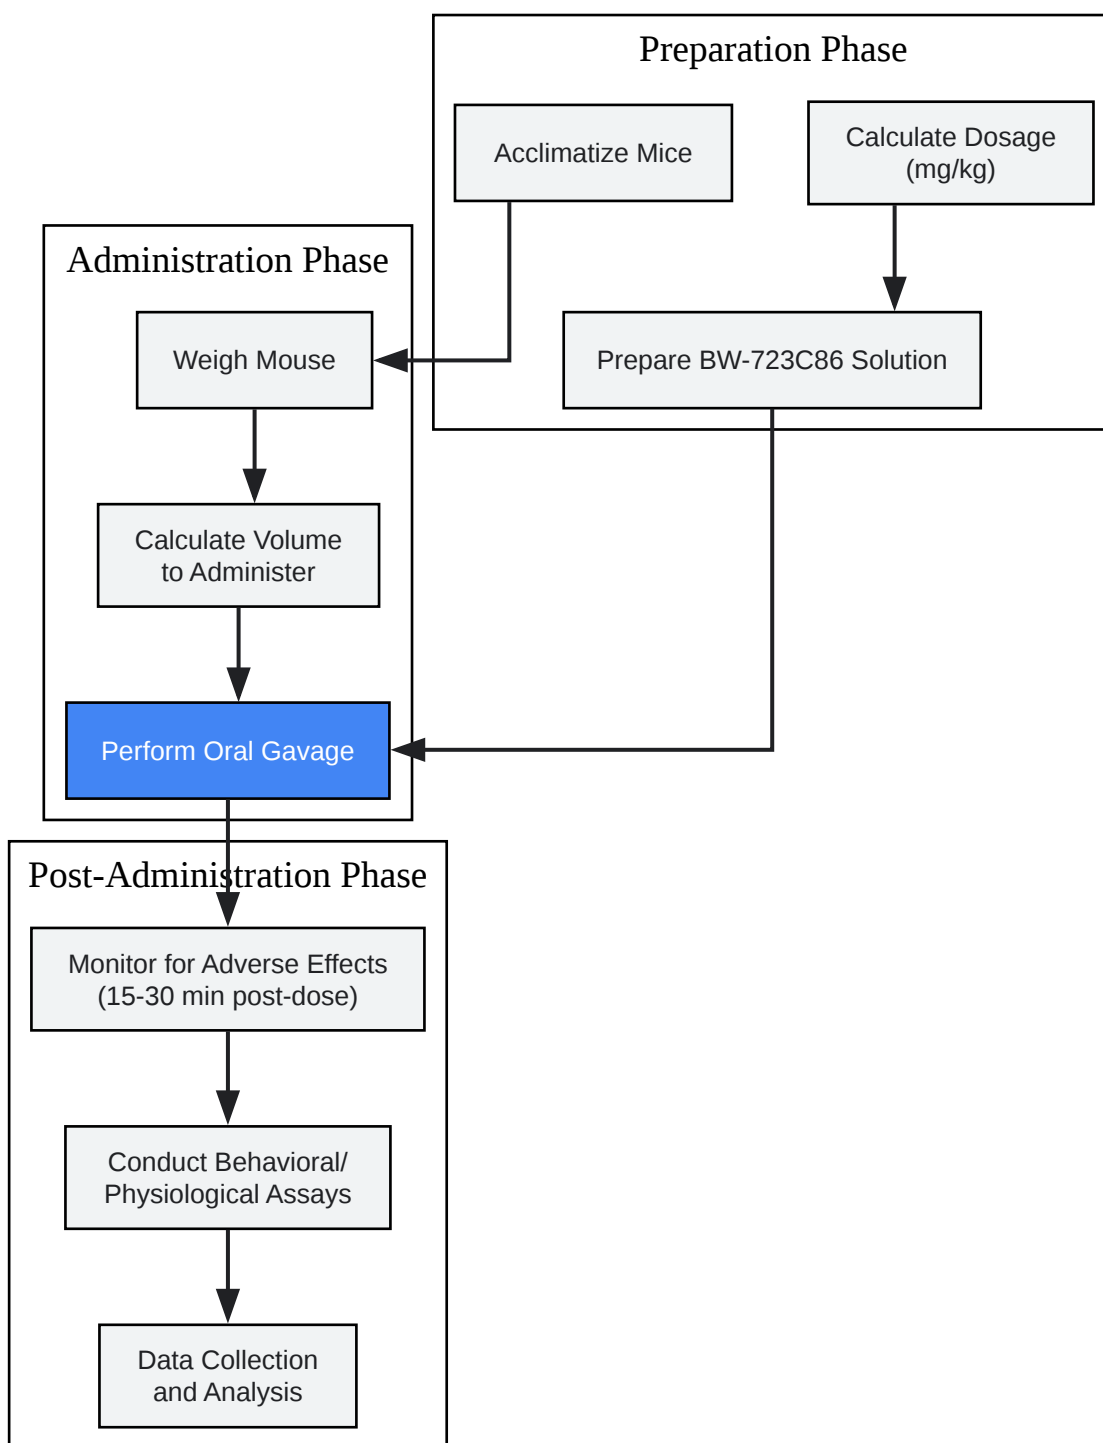 Preparation Phase
Acclimatize Mice
Calculate Dosage
(mg/kg)
Prepare BW-723C86 Solution
Administration Phase
Weigh Mouse
Calculate Volume
to Administer
Perform Oral Gavage
Post-Administration Phase
Monitor for Adverse Effects
(15-30 min post-dose)
Conduct Behavioral/
Physiological Assays
Data Collection
and Analysis